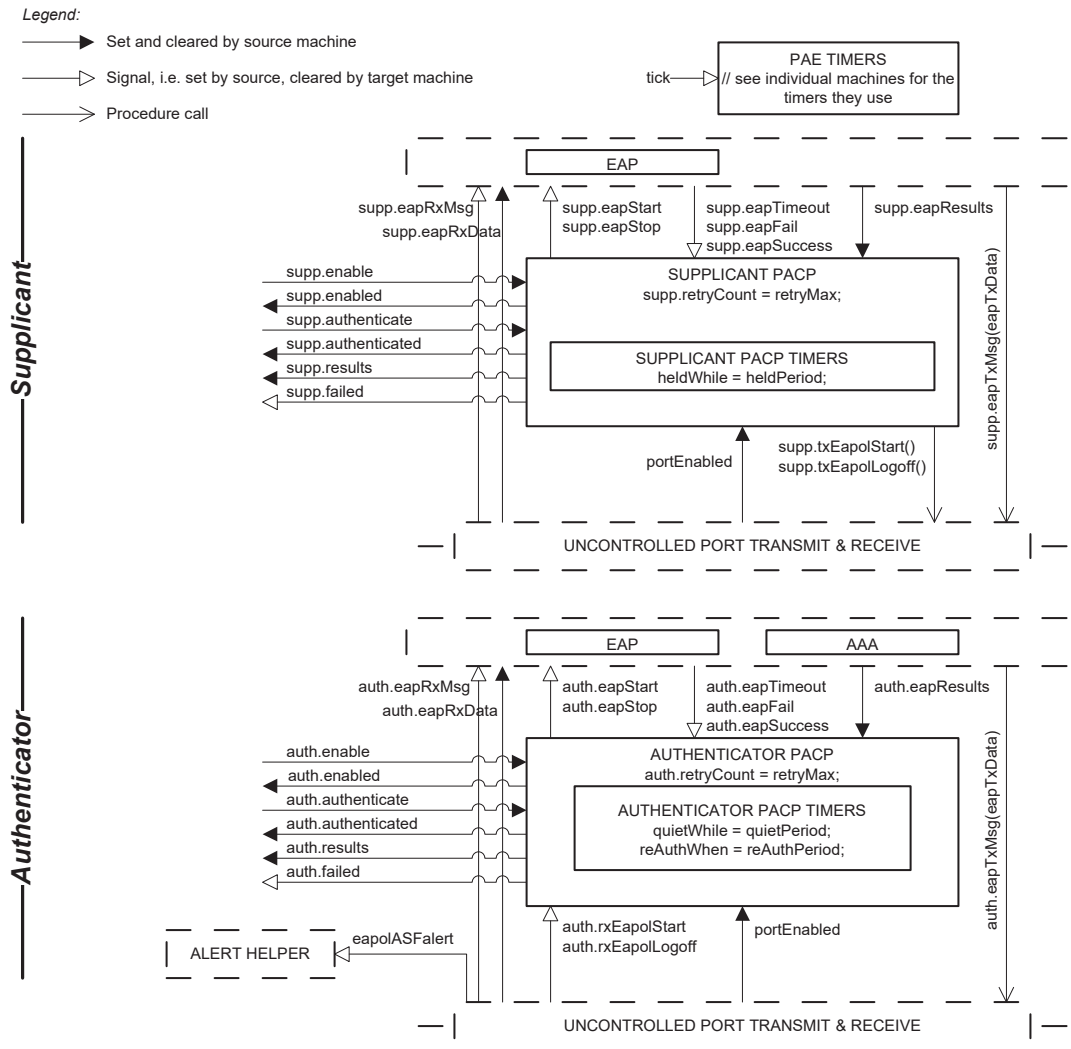 Legend:
Set and cleared by source machine
Signal, i.e. set by source, cleared by target machine
Procedure call
tick
PAE TIMERS
// see individual machines for the
timers they use
Supplicant
EAP
supp.eapRxMsg
supp.eapRxData
supp.eapStart
supp.eapStop
supp.eapTimeout
supp.eapFail
supp.eapSuccess
supp.eapResults
supp.eapTxMsg(eapTxData)
supp.enable
supp.enabled
supp.authenticate
supp.authenticated
supp.results
supp.failed
SUPPLICANT PACP
supp.retryCount = retryMax;
SUPPLICANT PACP TIMERS
heldWhile = heldPeriod;
portEnabled
supp.txEapolStart()
supp.txEapolLogoff()
UNCONTROLLED PORT TRANSMIT & RECEIVE
Authenticator
EAP
AAA
auth.eapRxMsg
auth.eapRxData
auth.eapStart
auth.eapStop
auth.eapTimeout
auth.eapFail
auth.eapSuccess
auth.eapResults
auth.eapTxMsg(eapTxData)
auth.enable
auth.enabled
auth.authenticate
auth.authenticated
auth.results
auth.failed
AUTHENTICATOR PACP
auth.retryCount = retryMax;
AUTHENTICATOR PACP TIMERS
quietWhile = quietPeriod;
reAuthWhen = reAuthPeriod;
ALERT HELPER
eapolASFalert
auth.rxEapolStart
auth.rxEapolLogoff
portEnabled
UNCONTROLLED PORT TRANSMIT & RECEIVE